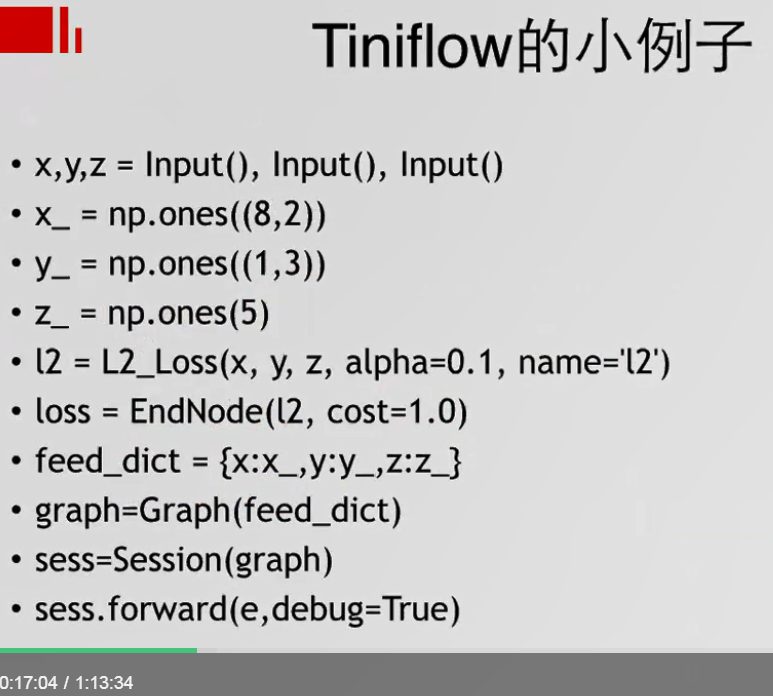 Tiniflow的小例子
• x,y,z = Input(), Input(), Input()
• x_ = np.ones((8,2))
• y_ = np.ones((1,3))
• z_ = np.ones(5)
• l2 = L2_Loss(x, y, z, alpha=0.1, name='l2')
• loss = EndNode(l2, cost=1.0)
• feed_dict = {x:x_,y:y_,z:z_}
• graph=Graph(feed_dict)
• sess=Session(graph)
• sess.forward(e,debug=True)
0:17:04 / 1:13:34